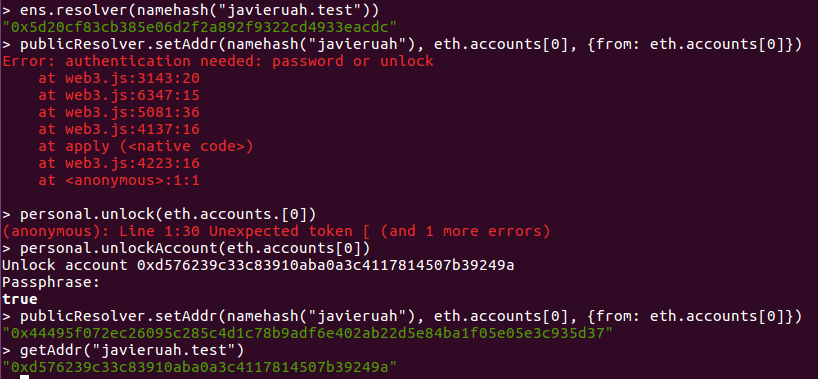 > ens.resolver(namehash("javieruah.test"))
"0x5d20cf83cb385e06d2f2a892f9322cd4933eacdc"
> publicResolver.setAddr(namehash("javieruah"), eth.accounts[0], {from: eth.accounts[0]})
Error: authentication needed: password or unlock
    at web3.js:3143:20
    at web3.js:6347:15
    at web3.js:5081:36
    at web3.js:4137:16
    at apply (<native code>)
    at web3.js:4223:16
    at <anonymous>:1:1
> personal.unlock(eth.accounts.[0])
(anonymous): Line 1:30 Unexpected token [ (and 1 more errors)
> personal.unlockAccount(eth.accounts[0])
Unlock account 0xd576239c33c83910aba0a3c4117814507b39249a
Passphrase:
true
> publicResolver.setAddr(namehash("javieruah"), eth.accounts[0], {from: eth.accounts[0]})
"0x44495f072ec26095c285c4d1c78b9adf6e402ab22d5e84ba1f05e05e3c935d37"
> getAddr("javieruah.test")
"0xd576239c33c83910aba0a3c4117814507b39249a"